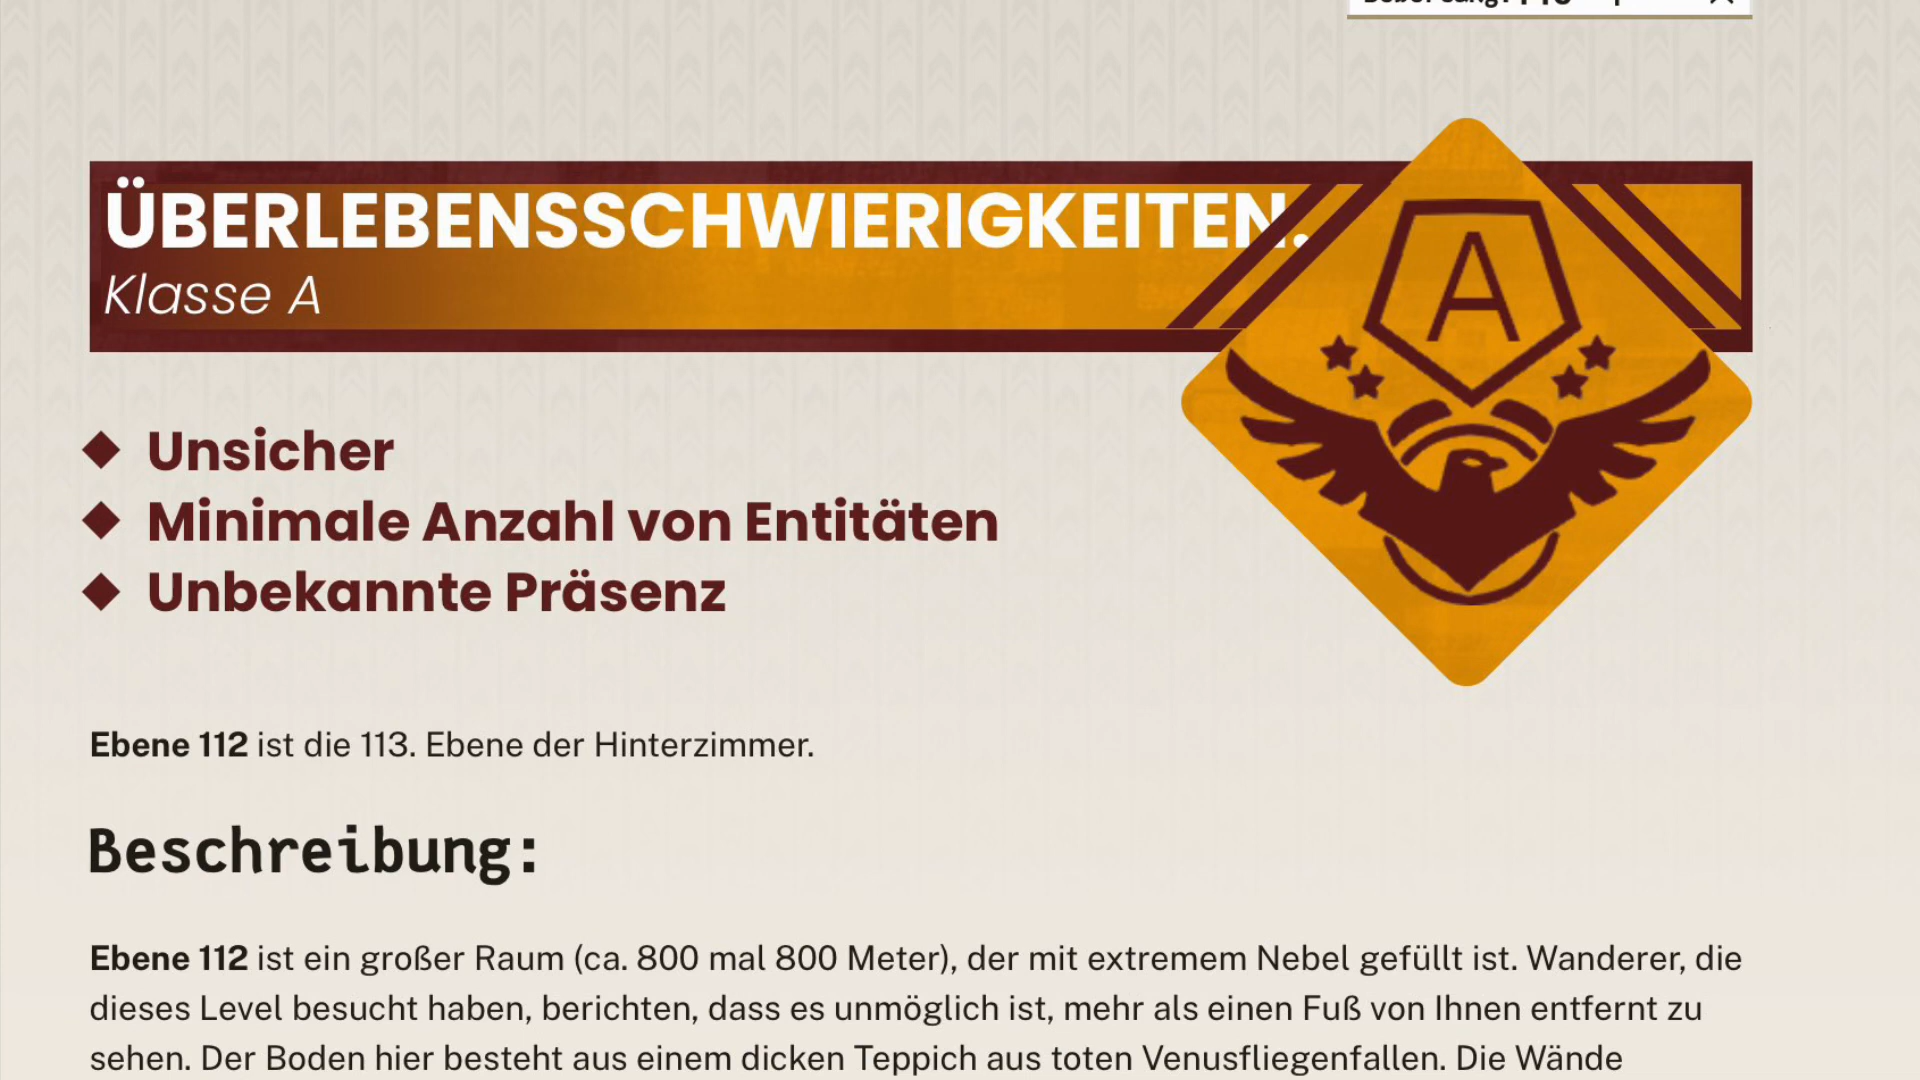 ÜBERLEBENSSCHWIERIGKEITEN.
Klasse A
A
Unsicher
Minimale Anzahl von Entitäten
Unbekannte Präsenz
Ebene 112 ist die 113. Ebene der Hinterzimmer.
Beschreibung:
Ebene 112 ist ein großer Raum (ca. 800 mal 800 Meter), der mit extremem Nebel gefüllt ist. Wanderer, die
dieses Level besucht haben, berichten, dass es unmöglich ist, mehr als einen Fuß von Ihnen entfernt zu
sehen. Der Boden hier besteht aus einem dicken Teppich aus toten Venusfliegenfallen. Die Wände